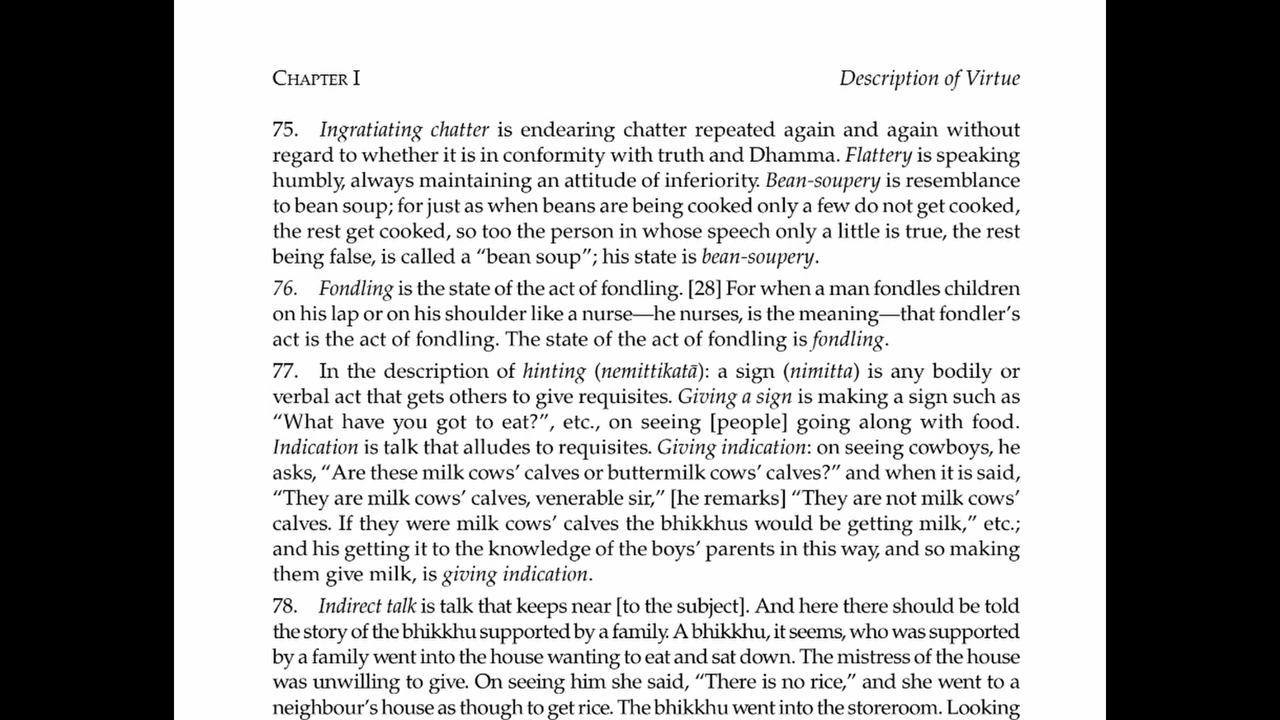 CHAPTER I Description of Virtue
75. Ingratiating chatter is endearing chatter repeated again and again without
regard to whether it is in conformity with truth and Dhamma. Flattery is speaking
humbly, always maintaining an attitude of inferiority. Bean-soupery is resemblance
to bean soup; for just as when beans are being cooked only a few do not get cooked,
the rest get cooked, so too the person in whose speech only a little is true, the rest
being false, is called a “bean soup”; his state is bean-soupery.
76. Fondling is the state of the act of fondling. [28] For when a man fondles children
on his lap or on his shoulder like a nurse—he nurses, is the meaning—that fondler’s
act is the act of fondling. The state of the act of fondling is fondling.
77. In the description of hinting (nemittikatā): a sign (nimitta) is any bodily or
verbal act that gets others to give requisites. Giving a sign is making a sign such as
“What have you got to eat?”, etc., on seeing [people] going along with food.
Indication is talk that alludes to requisites. Giving indication: on seeing cowboys, he
asks, “Are these milk cows’ calves or buttermilk cows’ calves?” and when it is said,
“They are milk cows’ calves, venerable sir,” [he remarks] “They are not milk cows’
calves. If they were milk cows’ calves the bhikkhus would be getting milk,” etc.;
and his getting it to the knowledge of the boys’ parents in this way, and so making
them give milk, is giving indication.
78. Indirect talk is talk that keeps near [to the subject]. And here there should be told
the story of the bhikkhu supported by a family. A bhikkhu, it seems, who was supported
by a family went into the house wanting to eat and sat down. The mistress of the house
was unwilling to give. On seeing him she said, “There is no rice,” and she went to a
neighbour’s house as though to get rice. The bhikkhu went into the storeroom. Looking